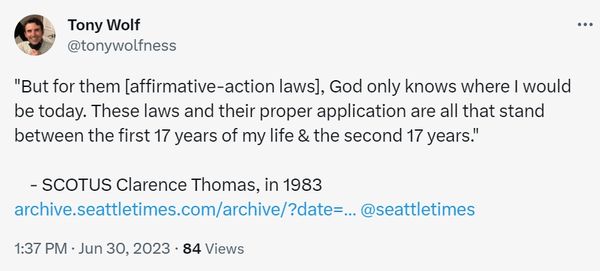 Tony Wolf
@tonywolfness
"But for them [affirmative-action laws], God only knows where I would
be today. These laws and their proper application are all that stand
between the first 17 years of my life & the second 17 years."
- SCOTUS Clarence Thomas, in 1983
archive.seattletimes.com/archive/?date=... @seattletimes
1:37 PM · Jun 30, 2023 · 84 Views